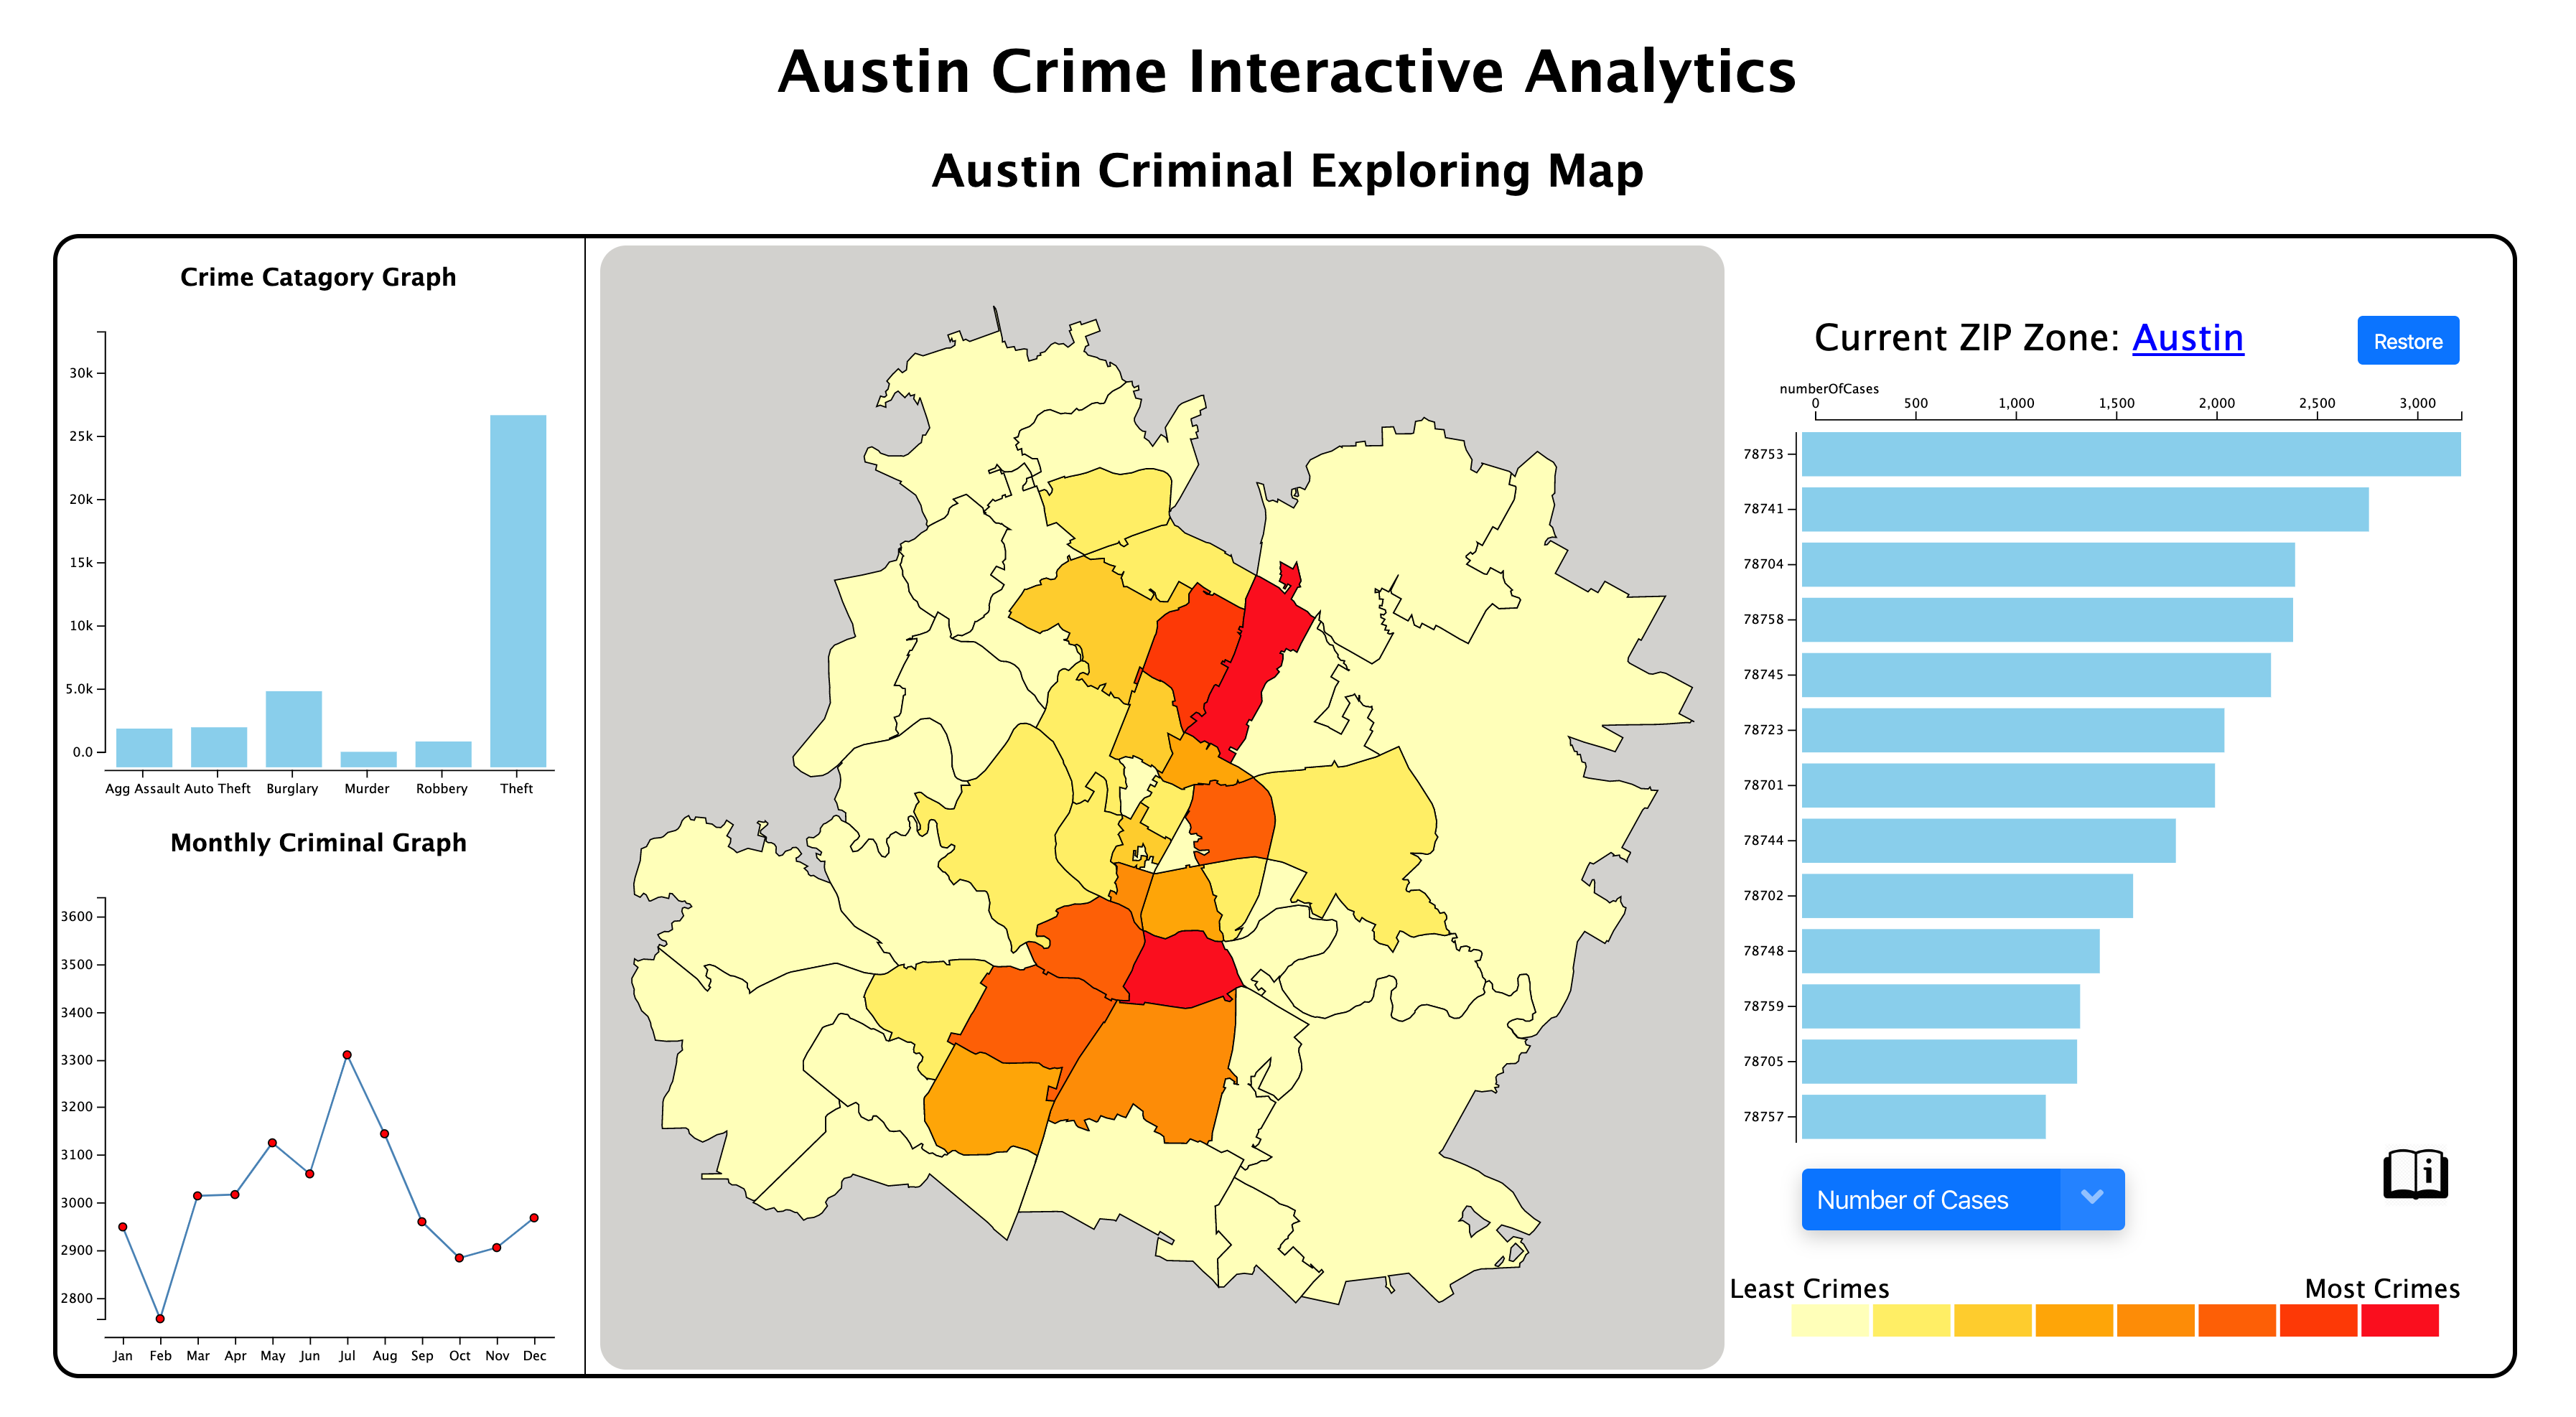 Austin Crime Interactive Analytics
Austin Criminal Exploring Map
Crime Catagory Graph
30k
25k
20k
15k
10k
5.0k
0.0
Agg Assault Auto Theft Burglary Murder Robbery Theft
Monthly Criminal Graph
3600
3500
3400
3300
3200
3100
3000
2900
2800
Jan Feb Mar Apr May Jun Jul Aug Sep Oct Nov Dec
Current ZIP Zone: Austin
Restore
numberOfCases
0 500 1,000 1,500 2,000 2,500 3,000
78753
78741
78704
78758
78745
78723
78701
78744
78702
78748
78759
78705
78757
Number of Cases
i
Least Crimes Most Crimes